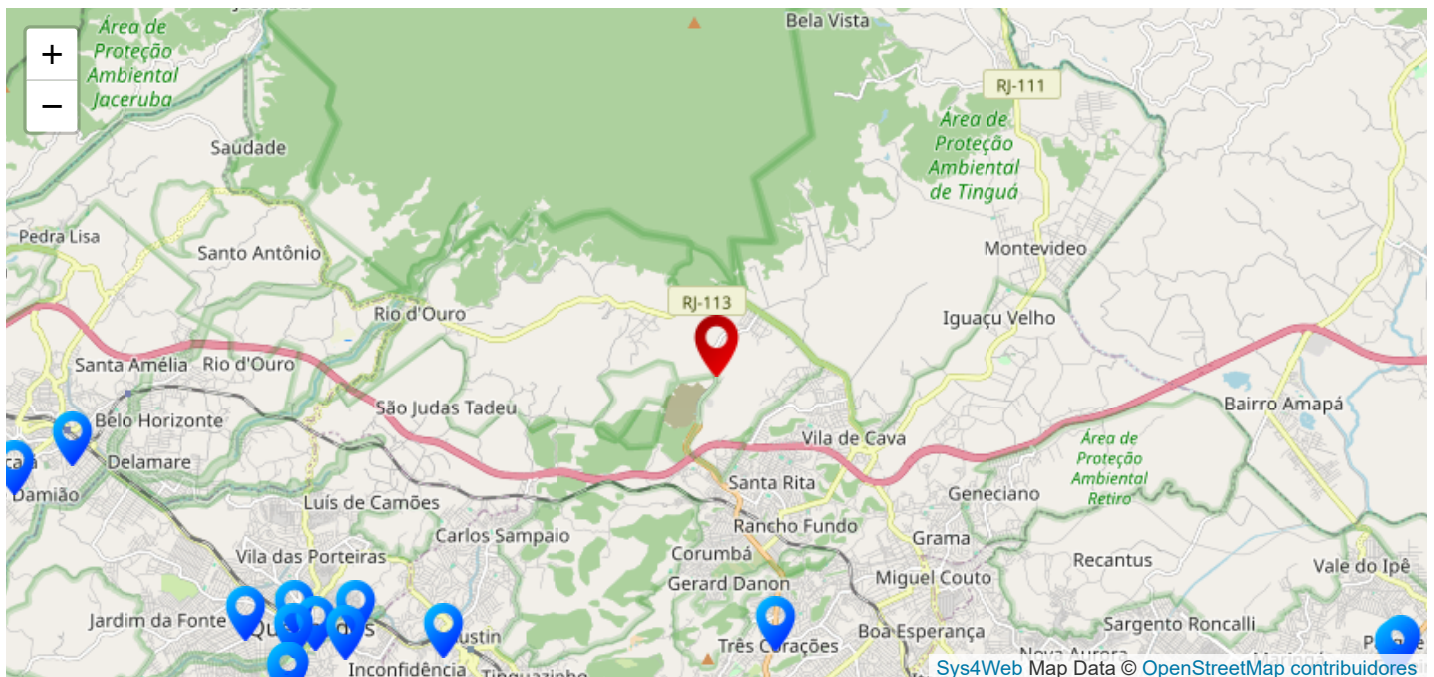 +
−
Área de
Proteção
Ambiental
Jaceruba
Bela Vista
RJ-111
Área de
Proteção
Ambiental
de Tinguá
Saudade
Pedra Lisa
Santo Antônio
Montevideo
RJ-113
Rio d'Ouro
Iguaçu Velho
Santa Amélia
Rio d'Ouro
São Judas Tadeu
Bairro Amapá
Belo Horizonte
Vila de Cava
Área de
Proteção
Ambiental
Retiro
Delamare
Damião
Santa Rita
Geneciano
Luís de Camões
Carlos Sampaio
Rancho Fundo
Grama
Vila das Porteiras
Corumbá
Recantus
Vale do Ipê
Gerard Danon
Miguel Couto
Jardim da Fonte
Três Corações
Boa Esperança
Sargento Roncalli
Inconfidência
Tinguazinho
Nova Aurora
Sys4Web Map Data © OpenStreetMap contribuidores